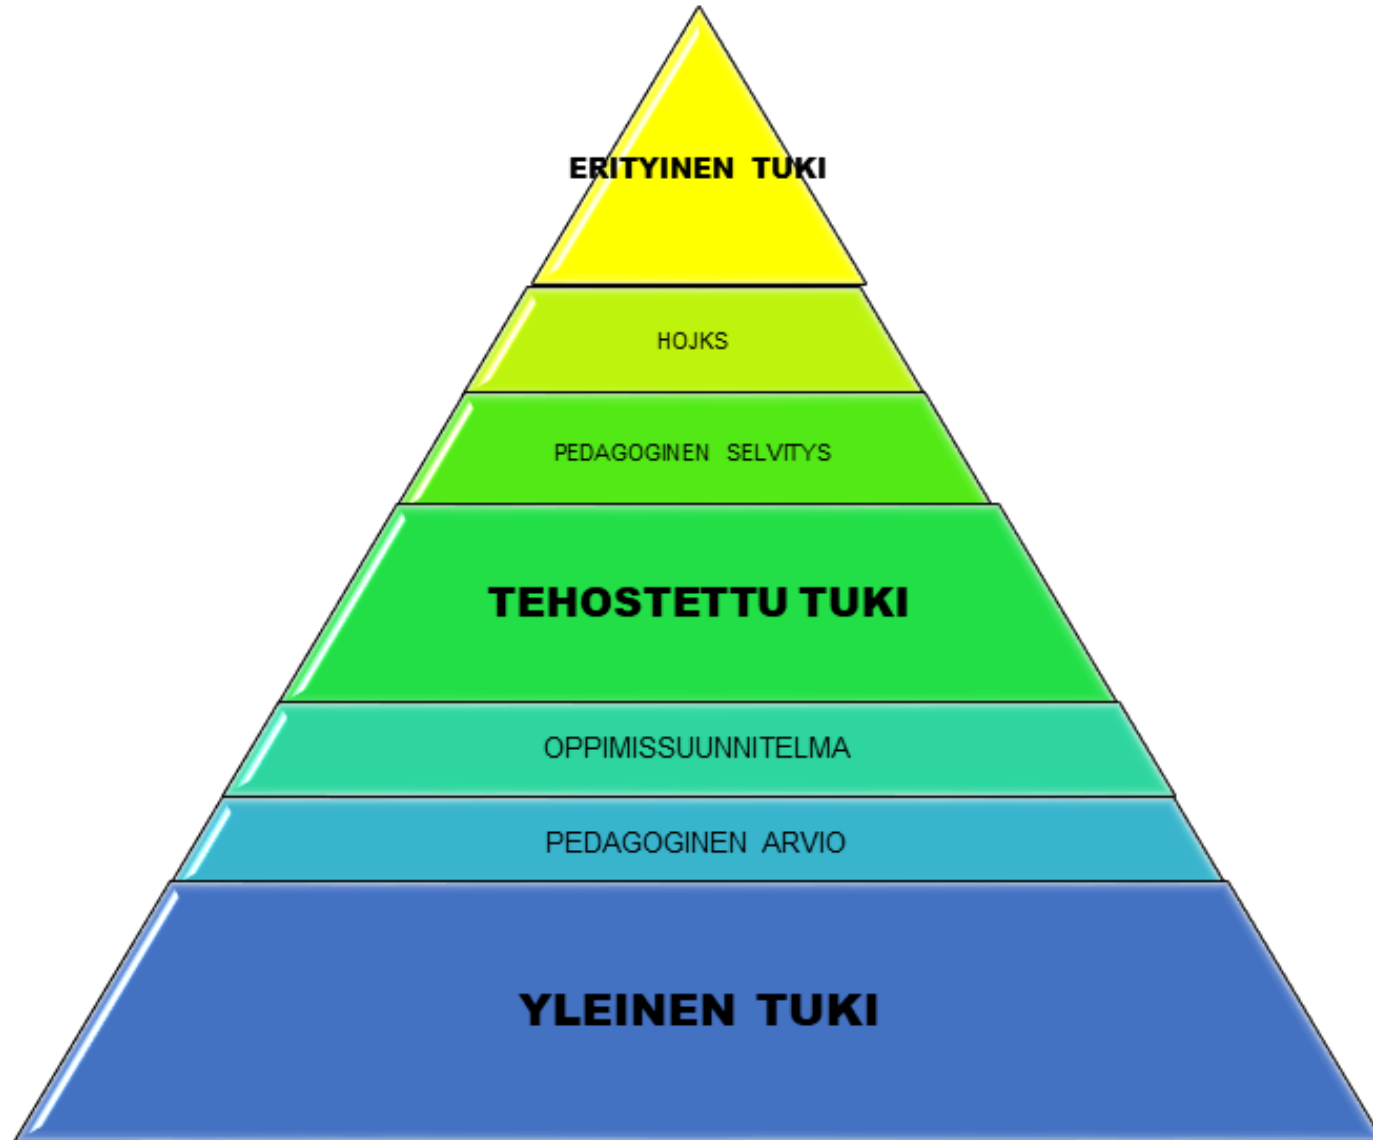 ERITYINEN TUKI
HOJKS
PEDAGOGINEN SELVITYS
TEHOSTETTU TUKI
OPPIMISSUUNNITELMA
PEDAGOGINEN ARVIO
YLEINEN TUKI